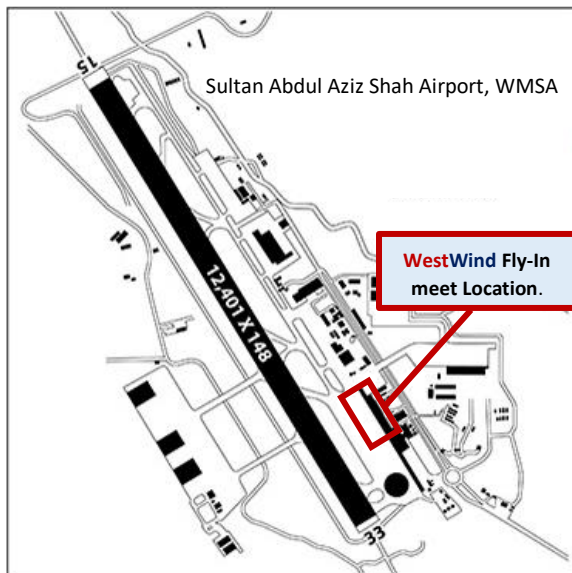 15
Sultan Abdul Aziz Shah Airport, WMSA
WestWind Fly-In
meet Location.
12,401 X 148
33